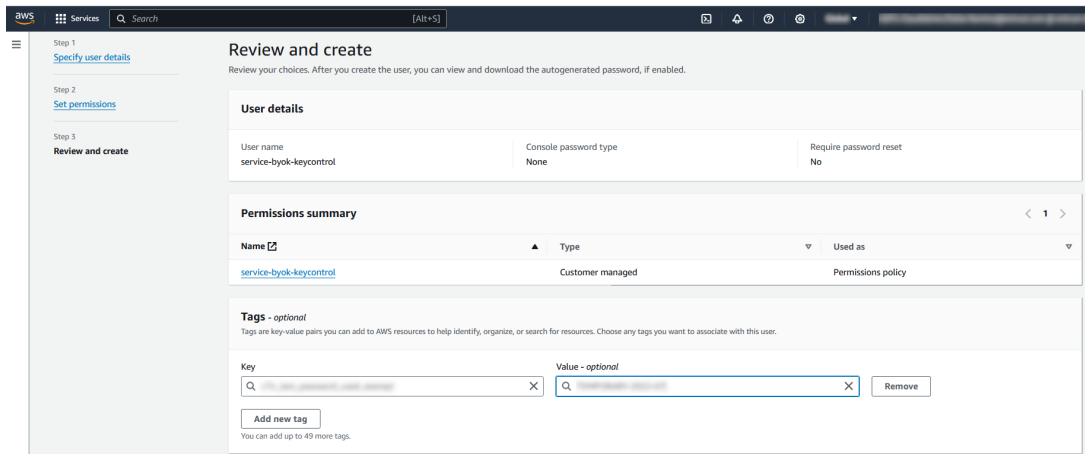 aws
Services
Search
[Alt+S]
Step 1
Specify user details
Step 2
Set permissions
Step 3
Review and create
Review and create
Review your choices. After you create the user, you can view and download the autogenerated password, if enabled.
User details
User name
service-byok-keycontrol
Console password type
None
Require password reset
No
Permissions summary
1
Name
Type
Used as
service-byok-keycontrol
Customer managed
Permissions policy
Tags - optional
Tags are key-value pairs you can add to AWS resources to help identify, organize, or search for resources. Choose any tags you want to associate with this user.
Key
Value - optional
Remove
Add new tag
You can add up to 49 more tags.